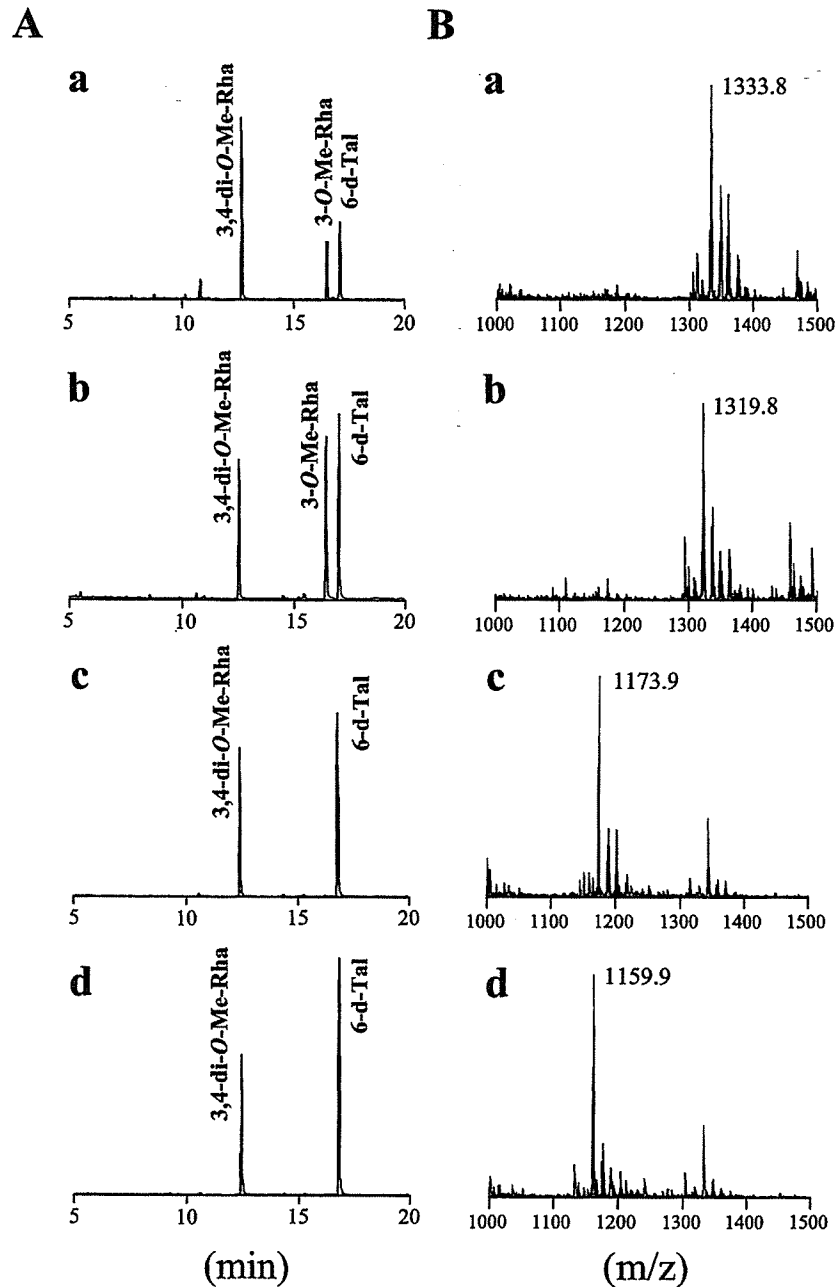 A
B
a
3,4-di-O-Me-Rha
3-O-Me-Rha
6-d-Tal
5 10 15 20
a
1333.8
1000 1100 1200 1300 1400 1500
b
3,4-di-O-Me-Rha
3-O-Me-Rha
6-d-Tal
5 10 15 20
b
1319.8
1000 1100 1200 1300 1400 1500
c
3,4-di-O-Me-Rha
6-d-Tal
5 10 15 20
c
1173.9
1000 1100 1200 1300 1400 1500
d
3,4-di-O-Me-Rha
6-d-Tal
5 10 15 20
d
1159.9
1000 1100 1200 1300 1400 1500
(min)
(m/z)